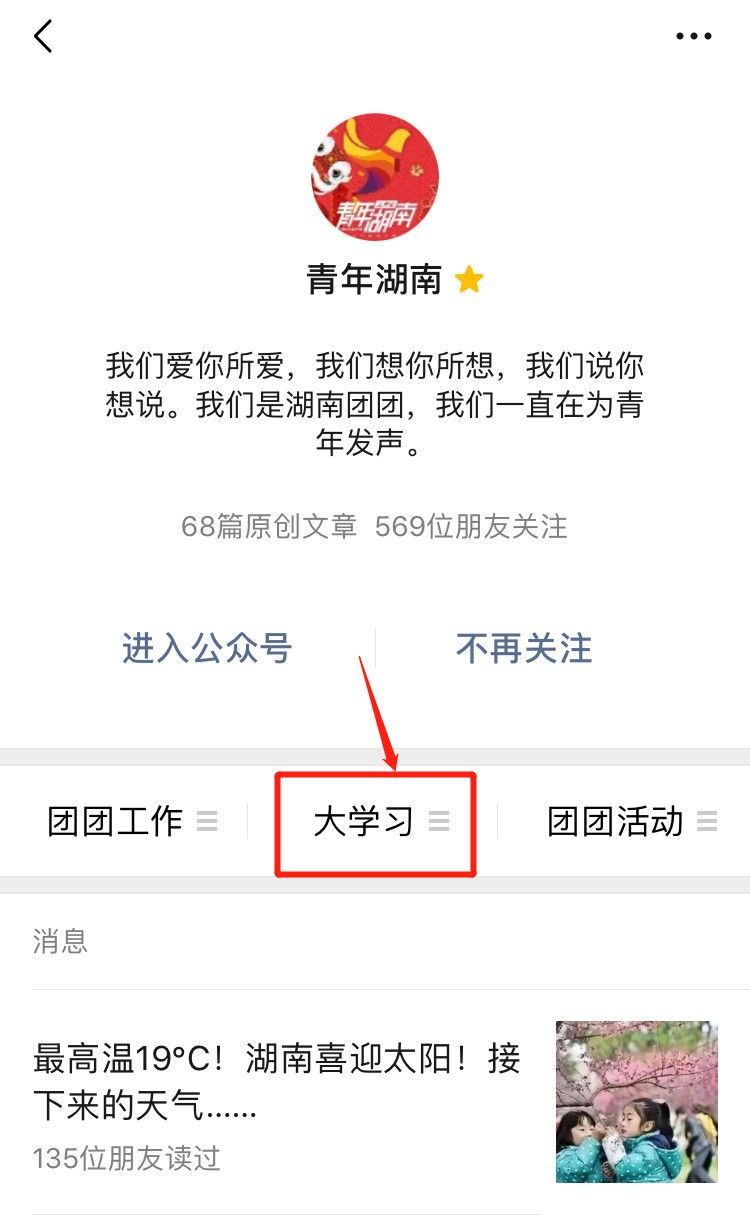 青年湖南
青年湖南
我们爱你所爱，我们想你所想，我们说你
想说。我们是湖南团团，我们一直在为青
年发声。
68篇原创文章 569位朋友关注
进入公众号 不再关注
团团工作 大学习 团团活动
消息
最高温19°C！湖南喜迎太阳！接
下来的天气……
135位朋友读过